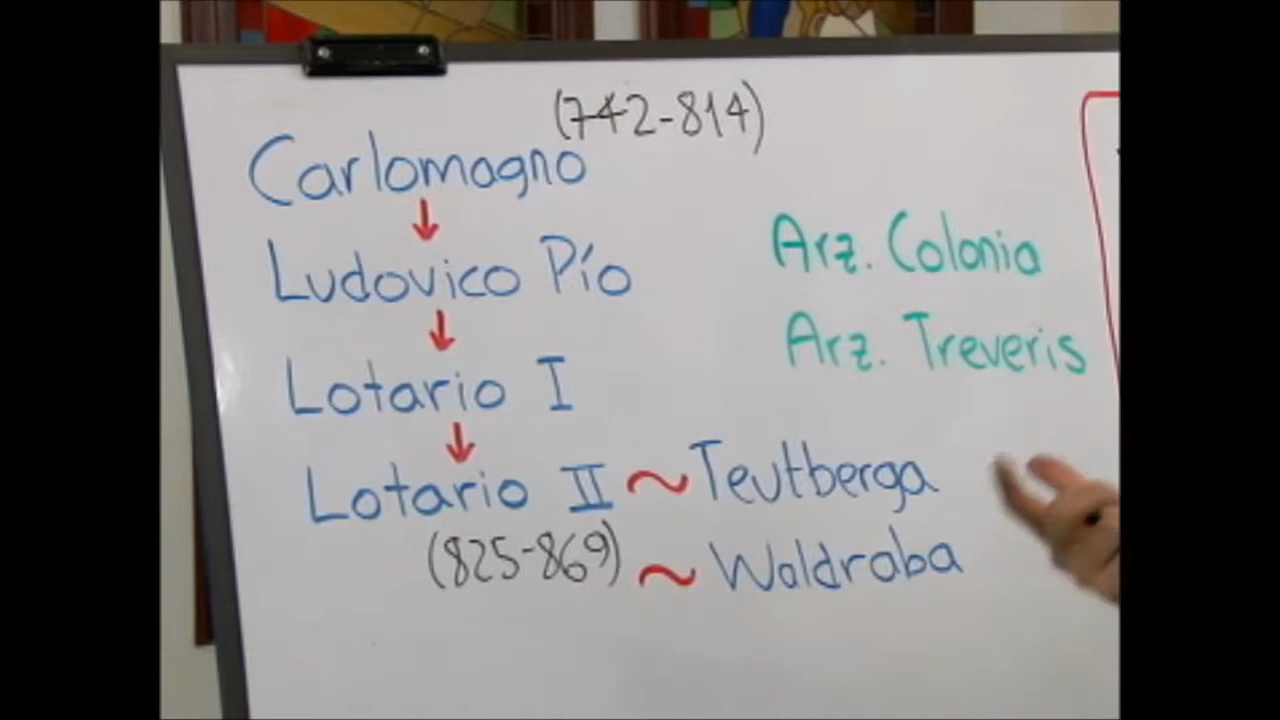 (742-814)
Carlomagno
Ludovico Pío
Lotario I
Lotario II ~ Teutberga
(825-869) ~ Waldraba
Arz. Colonia
Arz. Treveris